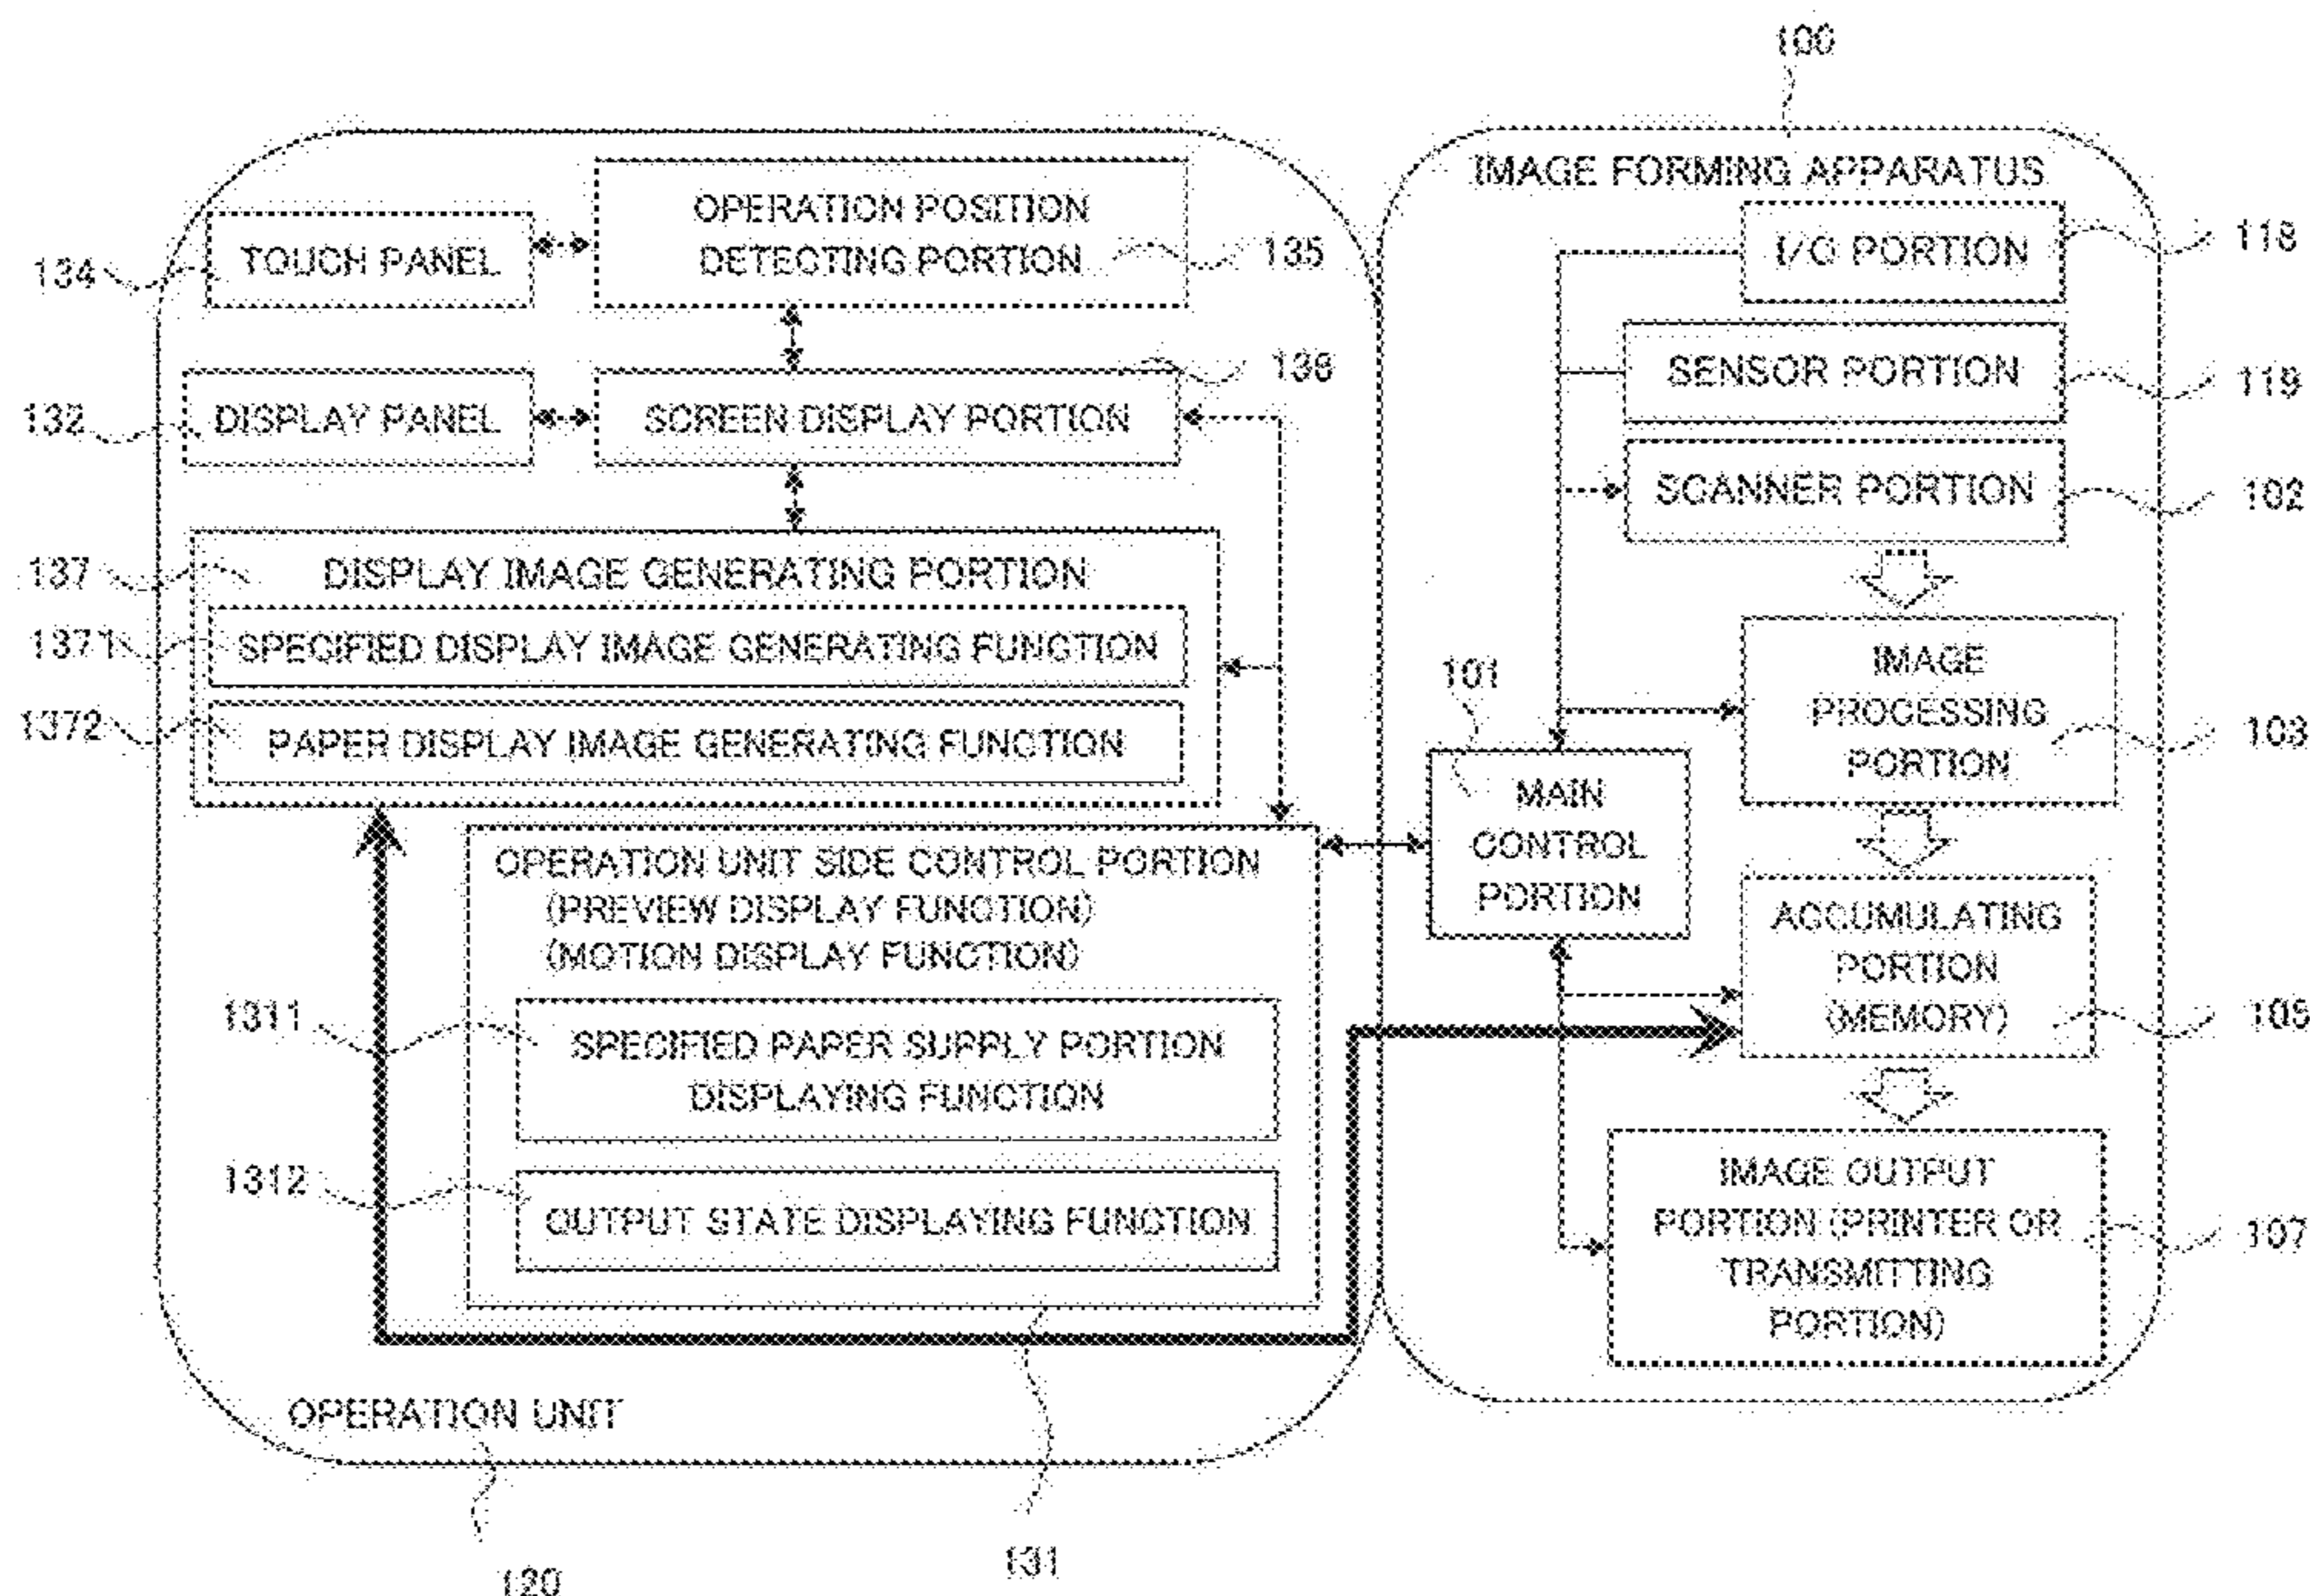 100
IMAGE FORMING APPARATUS
OPERATION POSITION
DETECTING PORTION
135
TOUCH PANEL
134
I/O PORTION
118
136
SENSOR PORTION
119
132
DISPLAY PANEL
SCREEN DISPLAY PORTION
SCANNER PORTION
102
137
DISPLAY IMAGE GENERATING PORTION
1371
SPECIFIED DISPLAY IMAGE GENERATING FUNCTION
1372
PAPER DISPLAY IMAGE GENERATING FUNCTION
101
IMAGE
PROCESSING
PORTION
103
MAIN
CONTROL
PORTION
OPERATION UNIT SIDE CONTROL PORTION
(PREVIEW DISPLAY FUNCTION)
(MOTION DISPLAY FUNCTION)
ACCUMULATING
PORTION
(MEMORY)
1311
SPECIFIED PAPER SUPPLY PORTION
DISPLAYING FUNCTION
1312
OUTPUT STATE DISPLAYING FUNCTION
IMAGE OUTPUT
PORTION (PRINTER OR
TRANSMITTING
PORTION)
107
OPERATION UNIT
131
120